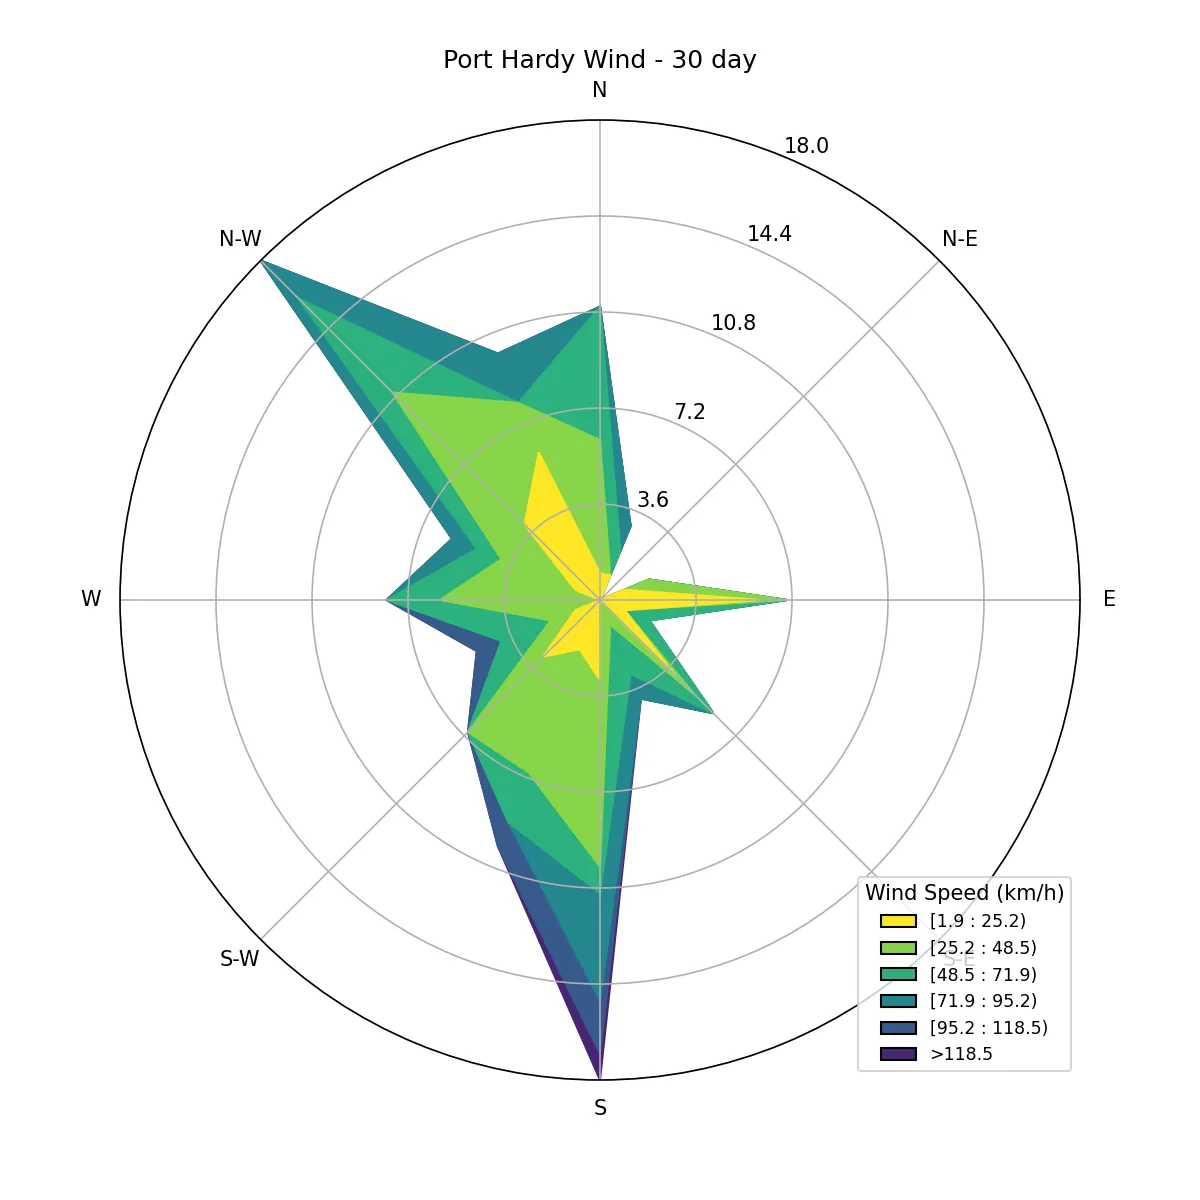 Port Hardy Wind - 30 day
N
18.0
14.4
N-W
N-E
10.8
7.2
3.6
W
E
Wind Speed (km/h)
[1.9 : 25.2)
[25.2 : 48.5)
S-W
S-E
[48.5 : 71.9)
[71.9 : 95.2)
[95.2 : 118.5)
>118.5
S